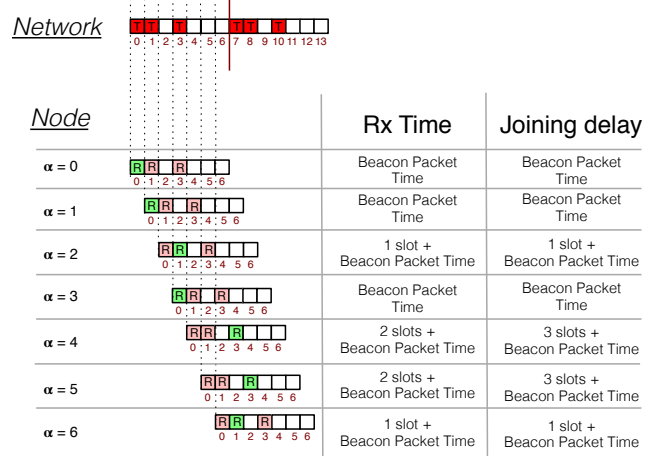 Network
T T T T T T
0 1 2 3 4 5 6 7 8 9 10 11 12 13
Node
Rx Time
Joining delay
α = 0
R R R
0 1 2 3 4 5 6
Beacon Packet
Time
Beacon Packet
Time
α = 1
R R R
0 1 2 3 4 5 6
Beacon Packet
Time
Beacon Packet
Time
α = 2
R R R
0 1 2 3 4 5 6
1 slot +
Beacon Packet Time
1 slot +
Beacon Packet Time
α = 3
R R R
0 1 2 3 4 5 6
Beacon Packet
Time
Beacon Packet
Time
α = 4
R R R
0 1 2 3 4 5 6
2 slots +
Beacon Packet Time
3 slots +
Beacon Packet Time
α = 5
R R R
0 1 2 3 4 5 6
2 slots +
Beacon Packet Time
3 slots +
Beacon Packet Time
α = 6
R R R
0 1 2 3 4 5 6
1 slot +
Beacon Packet Time
1 slot +
Beacon Packet Time